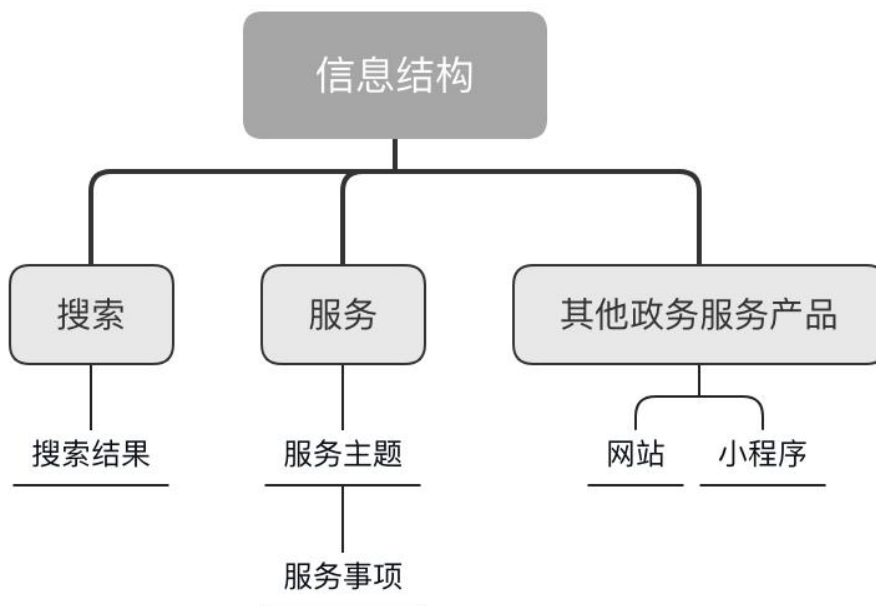 信息结构
搜索
服务
其他政务服务产品
搜索结果
服务主题
网站
小程序
服务事项